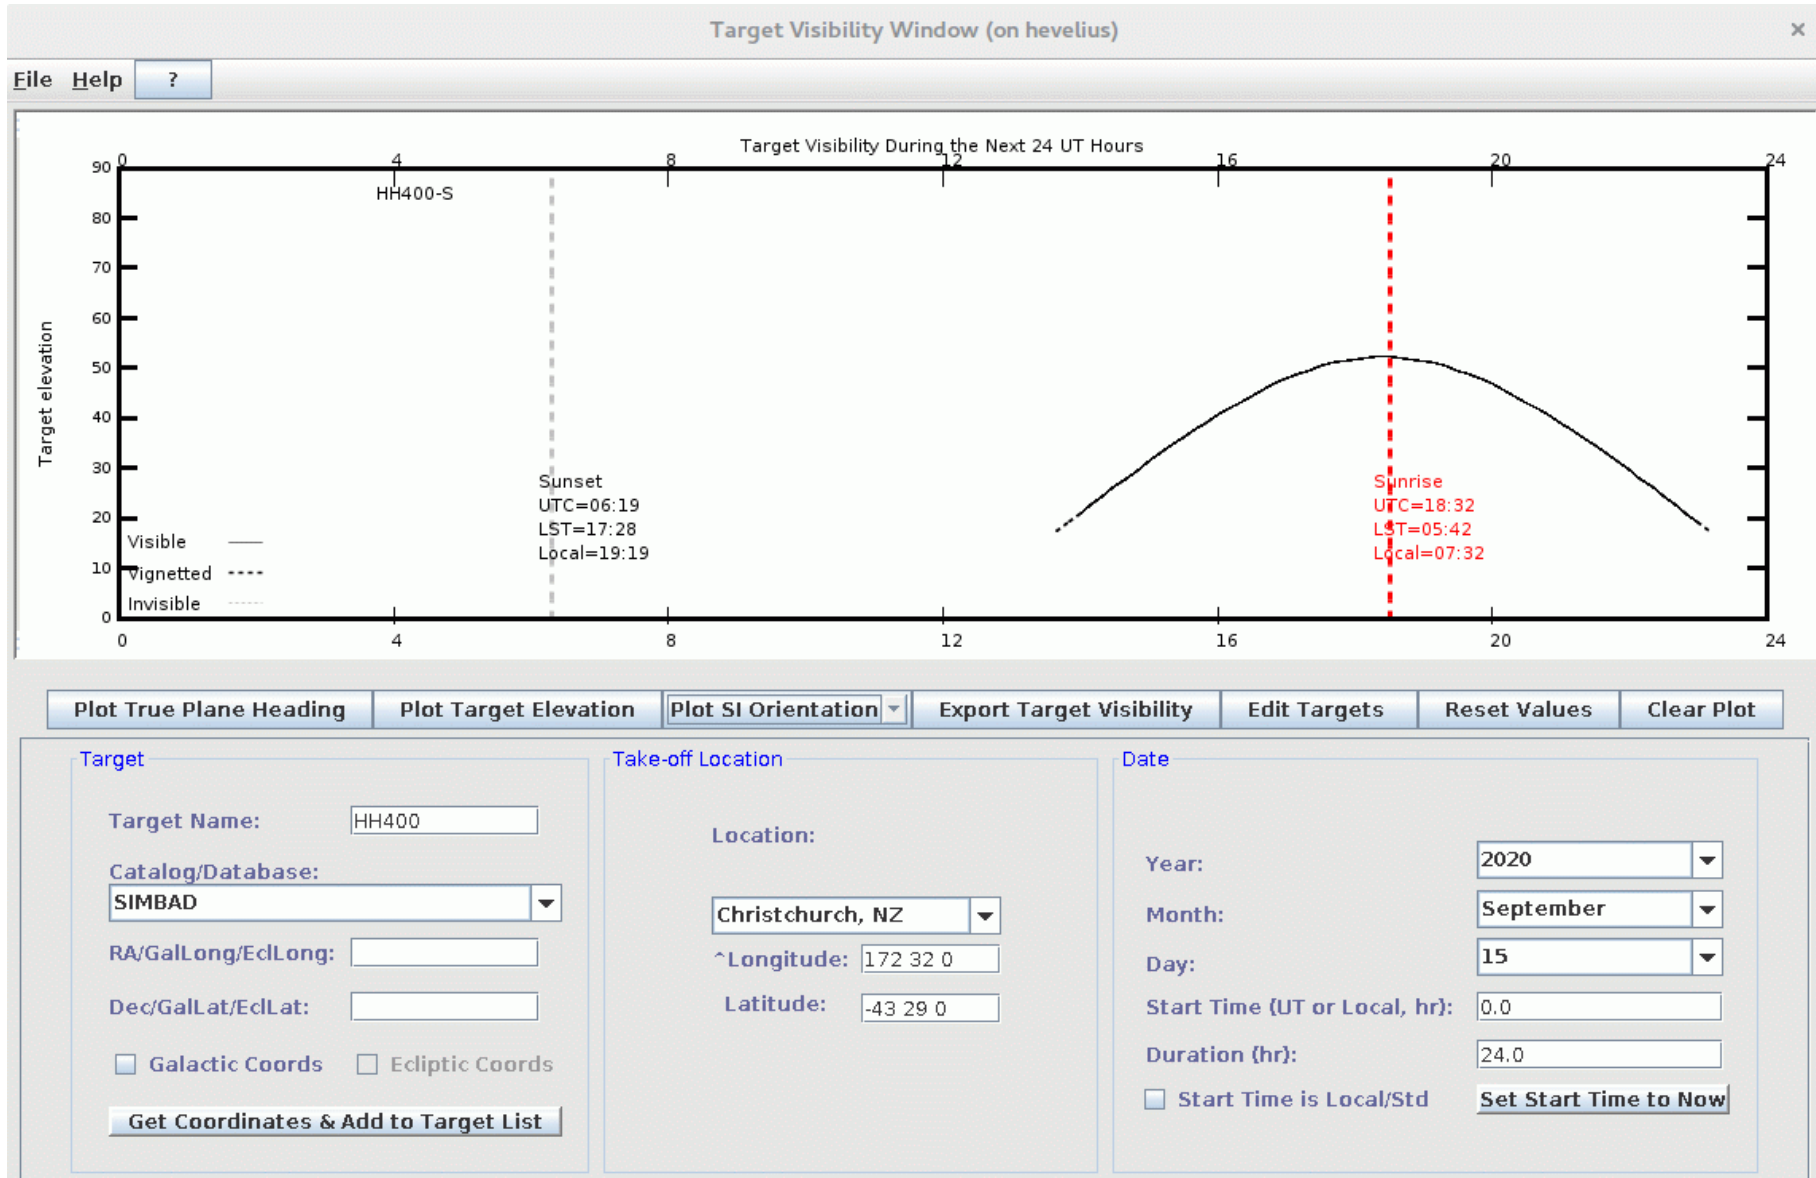 Target Visibility Window (on hevelius)
×
File Help ?
Target Visibility During the Next 24 UT Hours
0 4 8 12 16 20 24
HH400-S
90
80
70
60
50
40
30
20
10
0
Target elevation
Sunset
UTC=06:19
LST=17:28
Local=19:19
Sunrise
UTC=18:32
LST=05:42
Local=07:32
Visible
Vignetted
Invisible
0 4 8 12 16 20 24
Plot True Plane Heading Plot Target Elevation Plot SI Orientation Export Target Visibility Edit Targets Reset Values Clear Plot
Target
Target Name: HH400
Catalog/Database:
SIMBAD
RA/GalLong/EclLong:
Dec/GalLat/EclLat:
Galactic Coords Ecliptic Coords
Get Coordinates & Add to Target List
Take-off Location
Location:
Christchurch, NZ
^Longitude: 172 32 0
Latitude: -43 29 0
Date
Year: 2020
Month: September
Day: 15
Start Time (UT or Local, hr): 0.0
Duration (hr): 24.0
Start Time is Local/Std Set Start Time to Now